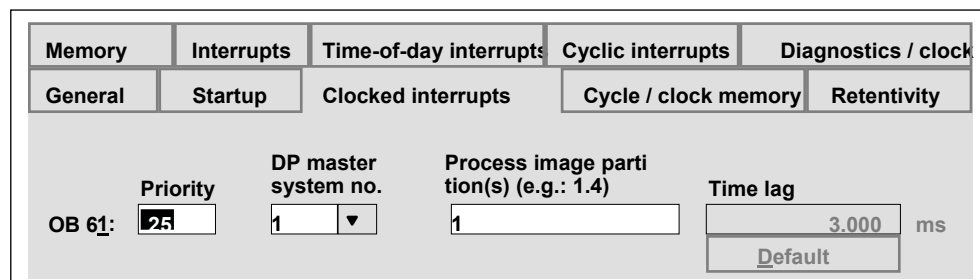 Memory Interrupts Time-of-day interrupts Cyclic interrupts Diagnostics / clock
General Startup Clocked interrupts Cycle / clock memory Retentivity
DP master Process image parti
Priority system no. tion(s) (e.g.: 1.4) Time lag
OB 61: 25 1 1 3.000 ms
Default